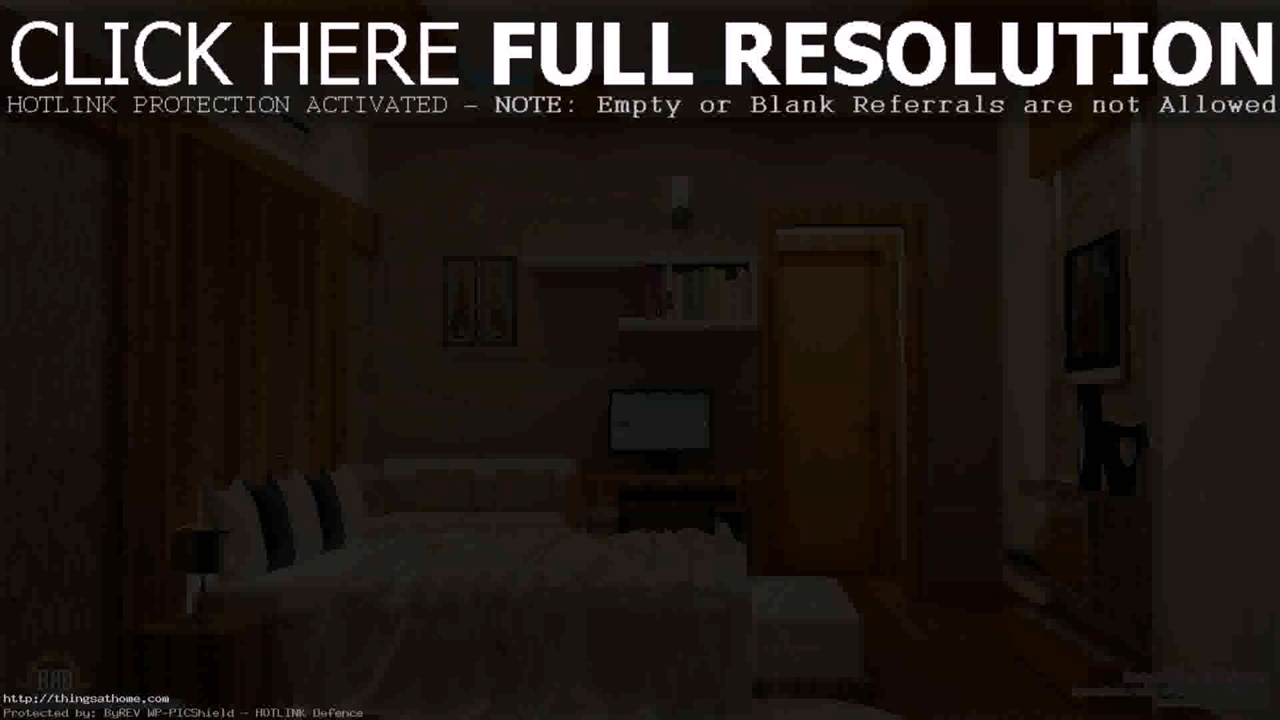 CLICK HERE FULL RESOLUTION
HOTLINK PROTECTION ACTIVATED – NOTE: Empty or Blank Referrals are not Allowed
http://thingsathome.com
Protected by: ByREV WP-PICShield – HOTLINK Defence